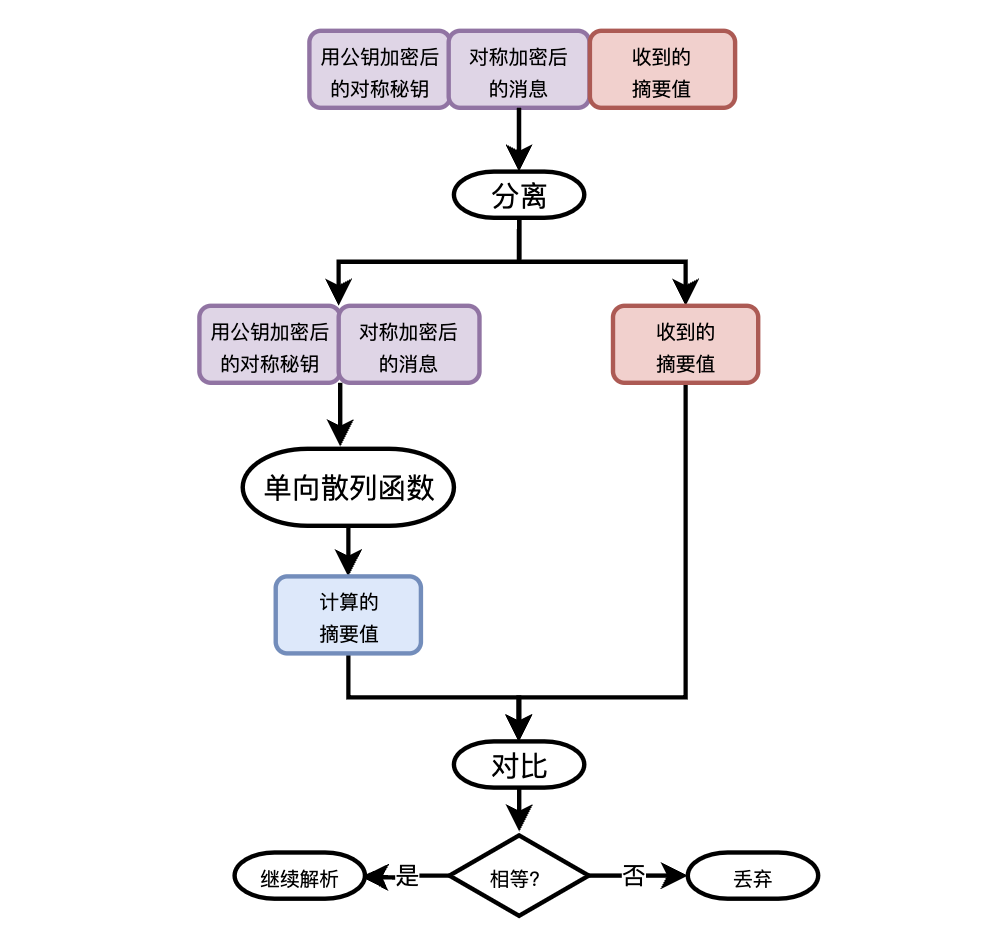 用公钥加密后
的对称秘钥
对称加密后
的消息
收到的
摘要值
分离
用公钥加密后
的对称秘钥
对称加密后
的消息
收到的
摘要值
单向散列函数
计算的
摘要值
对比
相等?
是
否
继续解析
丢弃